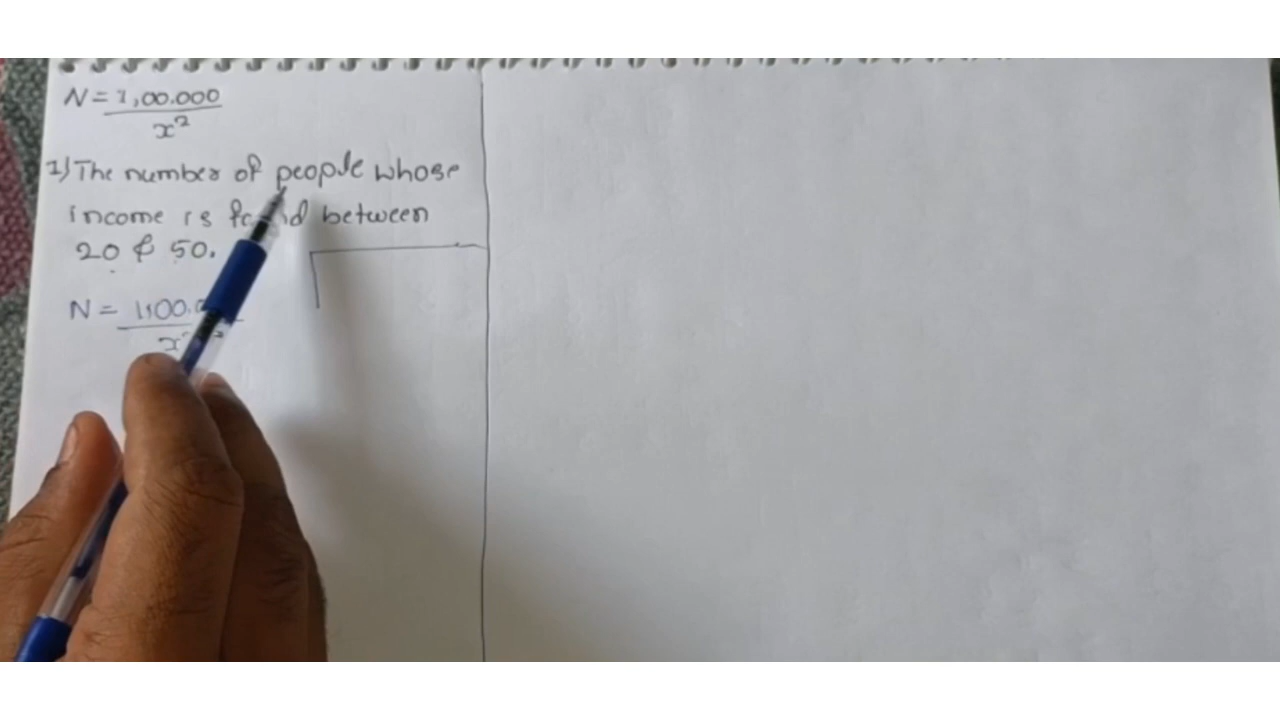 N = 1,00.000
x²
1) The number of people whose
income is between
20 & 50.
N =